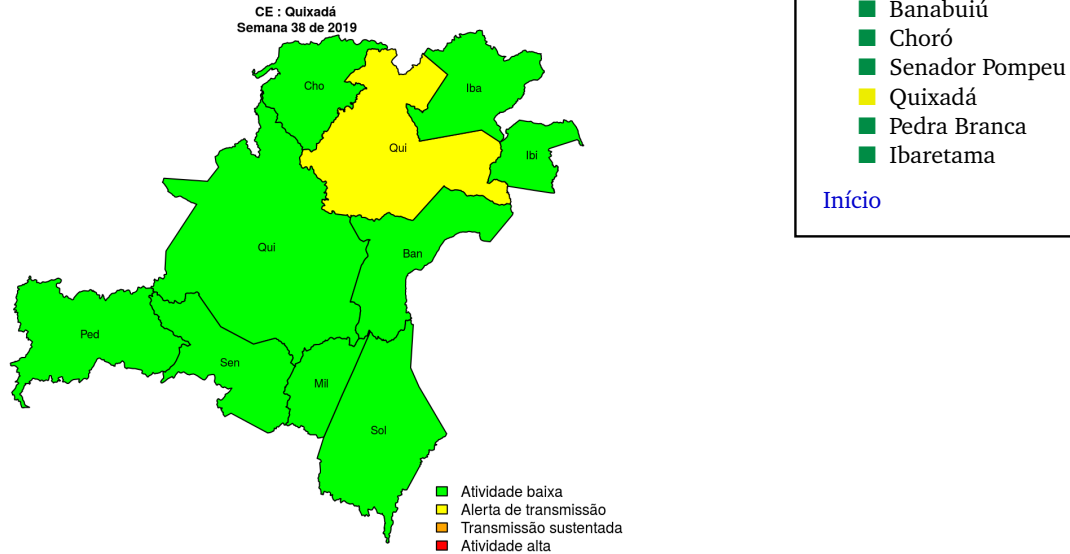 CE : Quixadá
Semana 38 de 2019
Cho
Iba
Qui
Ibi
Qui
Ban
Ped
Sen
Mil
Sol
Atividade baixa
Alerta de transmissão
Transmissão sustentada
Atividade alta
Banabuiú
Choró
Senador Pompeu
Quixadá
Pedra Branca
Ibaretama
Início